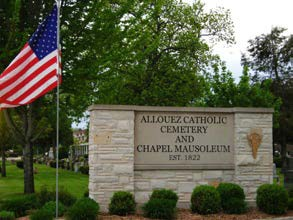 ALLOUEZ CATHOLIC
CEMETERY
AND
CHAPEL MAUSOLEUM
EST. 1822